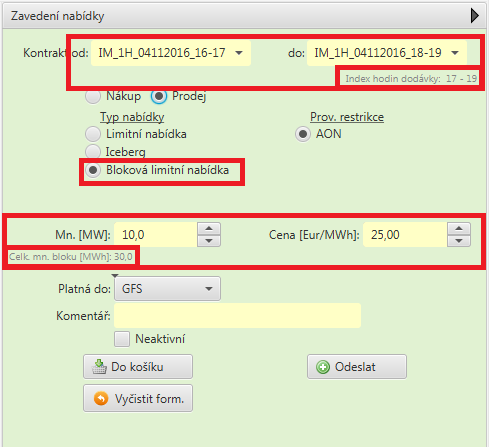 Zavedení nabídky
Kontrakt od: IM_1H_04112016_16-17 do: IM_1H_04112016_18-19
Index hodin dodávky: 17 - 19
Nákup Prodej
Typ nabídky Prov. restrikce
Limitní nabídka AON
Iceberg
Bloková limitní nabídka
Mn. [MW]: 10,0 Cena [Eur/MWh]: 25,00
Celk. mn. bloku [MWh]: 30,0
Platná do: GFS
Komentář:
Neaktivní
Do košíku Odeslat
Vyčistit form.